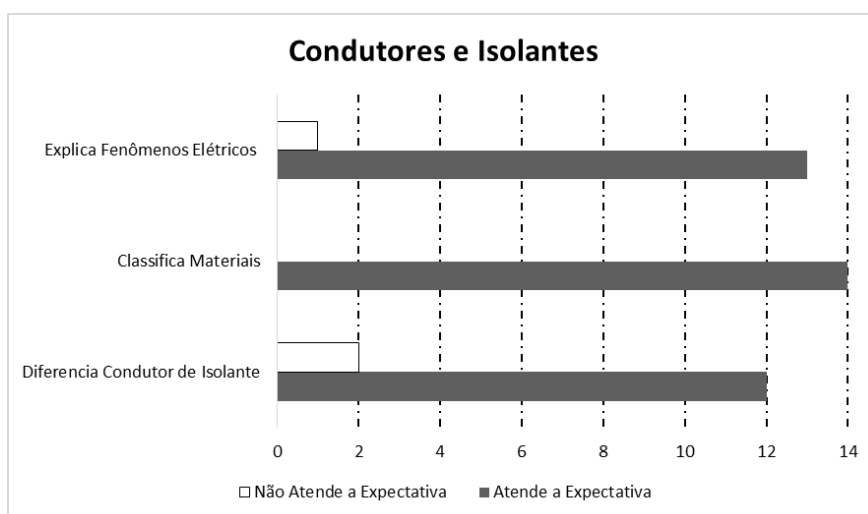 Condutores e Isolantes
Explica Fenômenos Elétricos
Classifica Materiais
Diferencia Condutor de Isolante
0 2 4 6 8 10 12 14
Não Atende a Expectativa Atende a Expectativa